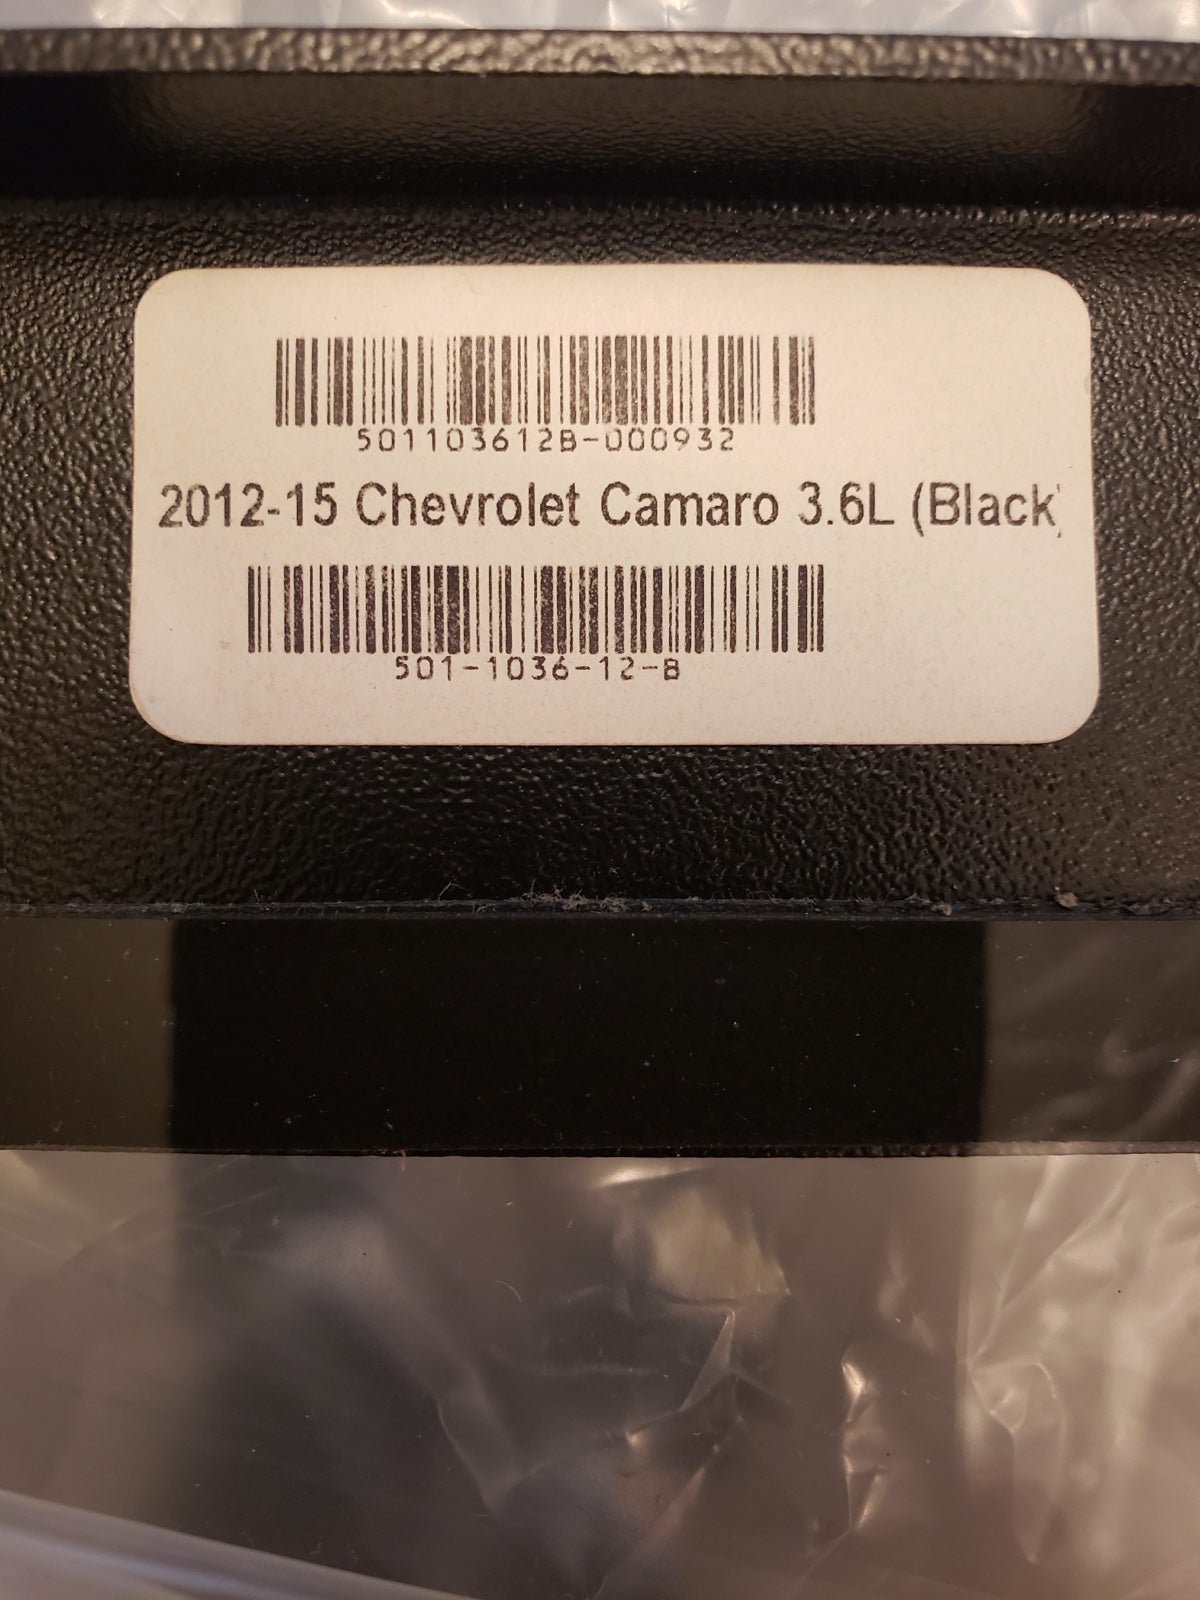 501103612B-000932
2012-15 Chevrolet Camaro 3.6L (Black)
501-1036-12-B